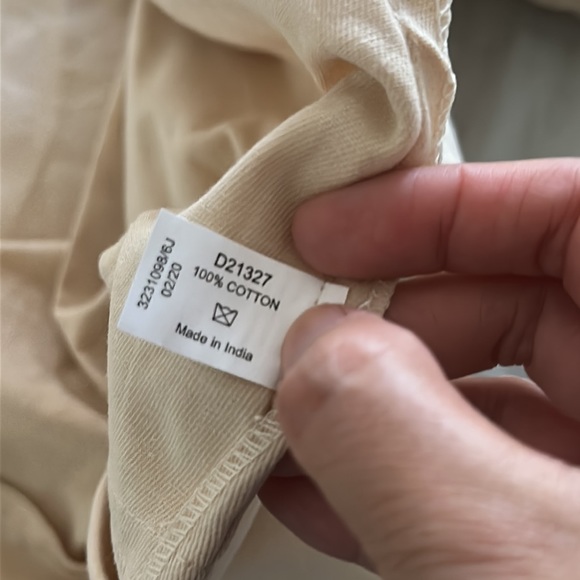 D21327
100% COTTON
Made in India
3231098/6J
02/20